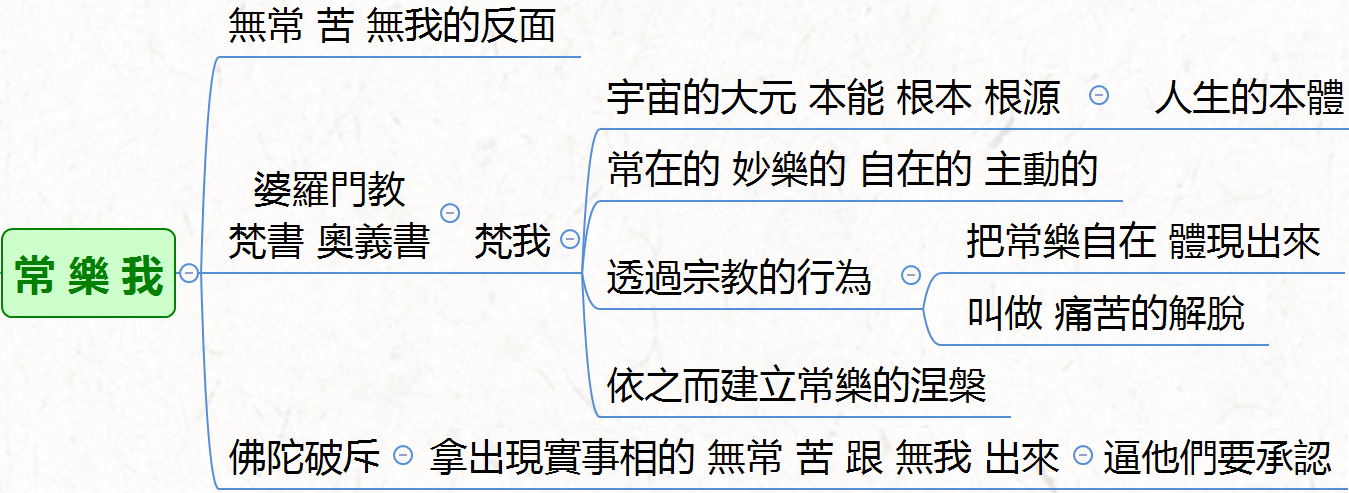 常 樂 我
無常 苦 無我的反面
婆羅門教
梵書 奧義書
梵我
宇宙的大元 本能 根本 根源
人生的本體
常在的 妙樂的 自在的 主動的
透過宗教的行為
把常樂自在 體現出來
叫做 痛苦的解脫
依之而建立常樂的涅槃
佛陀破斥
拿出現實事相的 無常 苦 跟 無我 出來
逼他們要承認